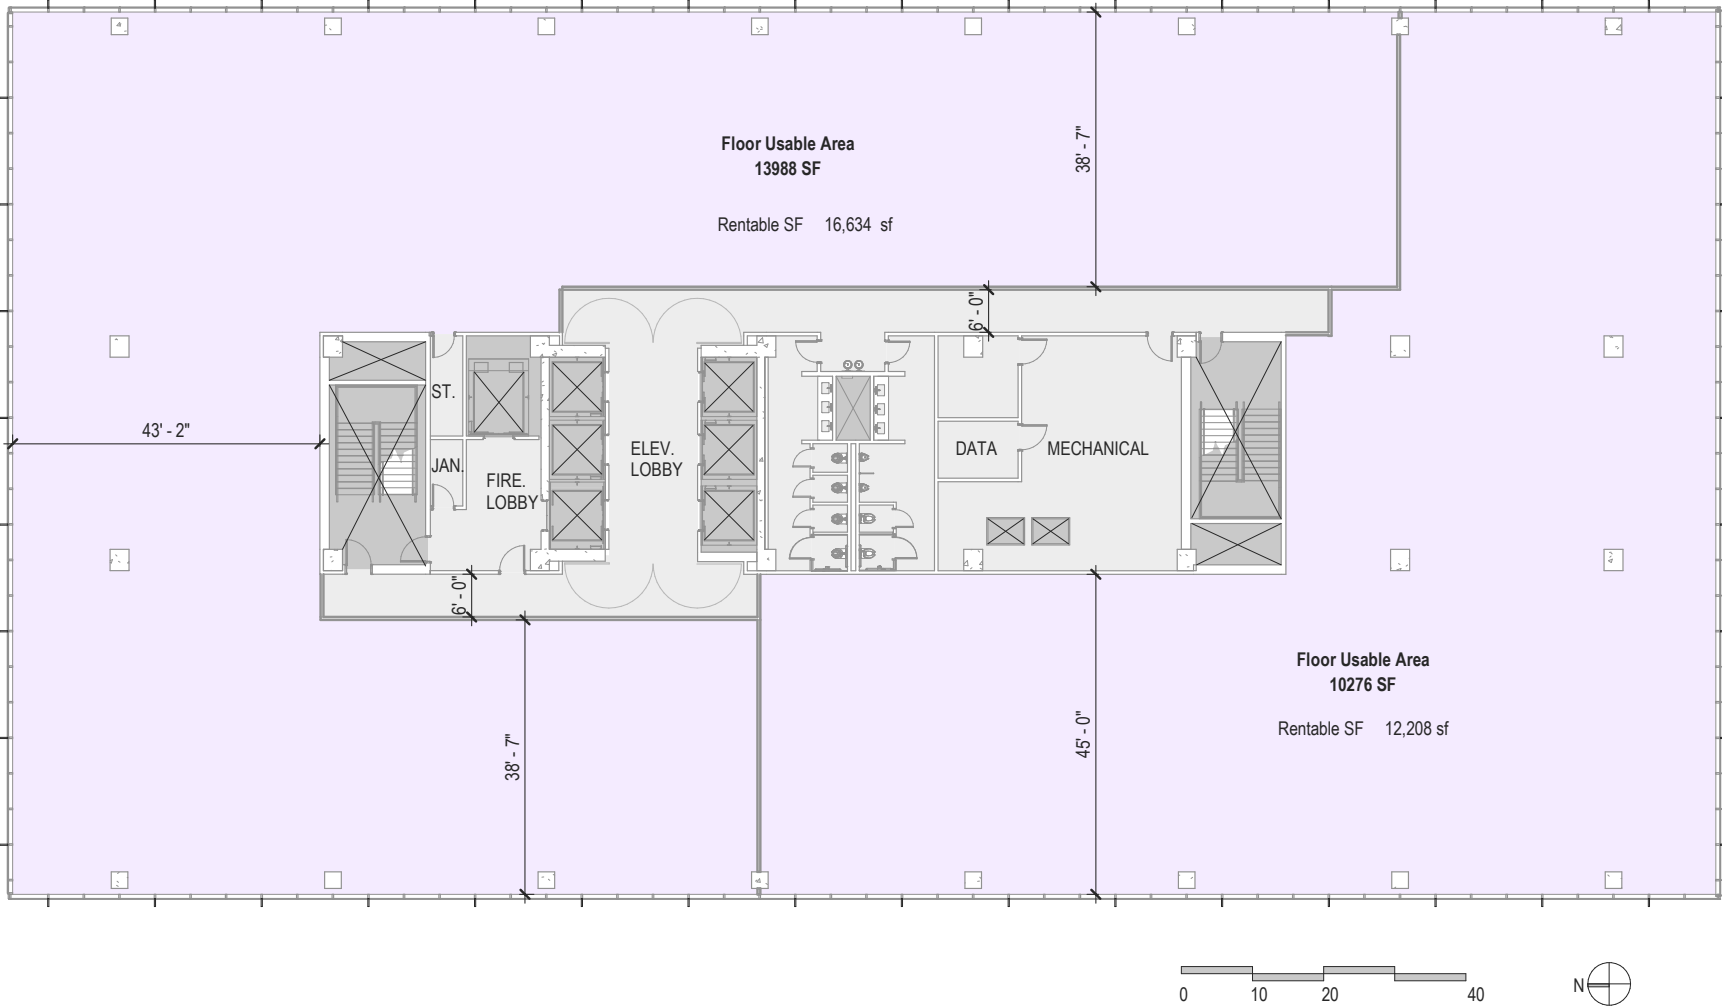 Floor Usable Area
13988 SF
38' - 7"
Rentable SF 16,634 sf
6' - 0"
43' - 2"
ST.
ELEV.
LOBBY
DATA
MECHANICAL
JAN.
FIRE.
LOBBY
6' - 0"
Floor Usable Area
10276 SF
Rentable SF 12,208 sf
38' - 7"
45' - 0"
0 10 20 40
N